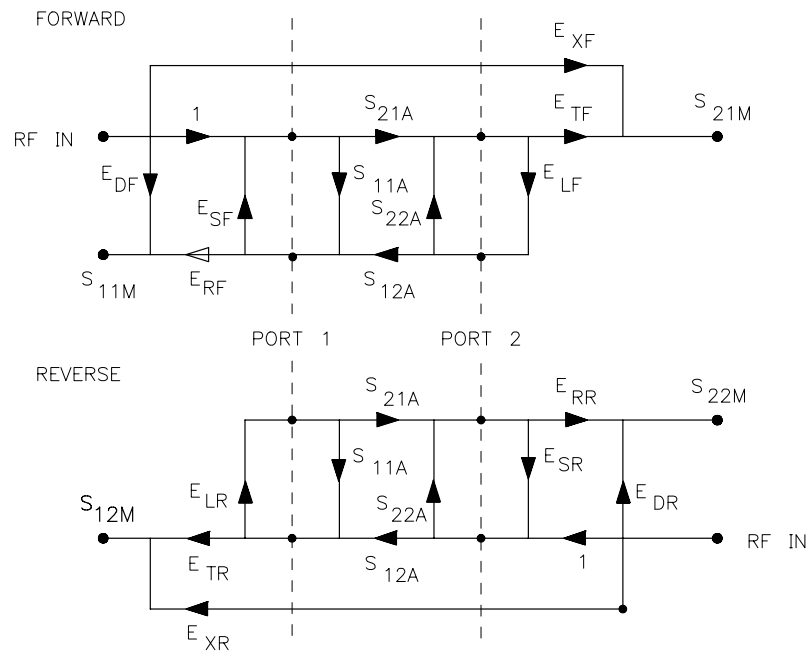 FORWARD
E XF
1
S 21A
E TF
S 21M
RF IN
E DF
E SF
S 11A
S 22A
E LF
S 11M
E RF
S 12A
PORT 1
PORT 2
REVERSE
S 21A
E RR
S 22M
S 11A
E SR
E LR
S 22A
E DR
S 12M
E TR
S 12A
1
RF IN
E XR